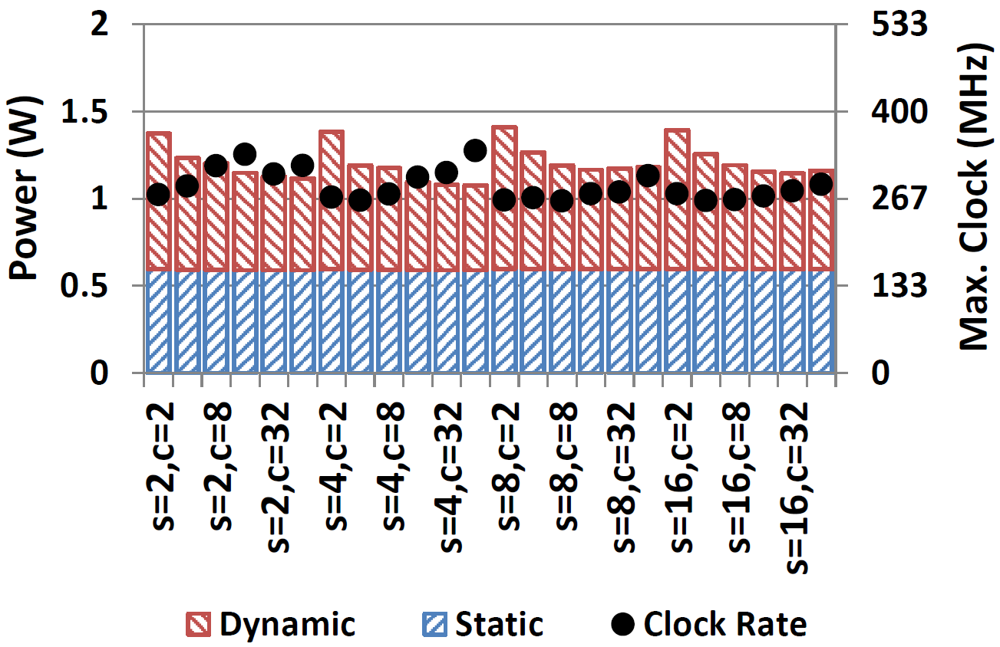 Power (W)
2
1.5
1
0.5
0
533
400
267
133
0
Max. Clock (MHz)
s=2,c=2
s=2,c=8
s=2,c=32
s=4,c=2
s=4,c=8
s=4,c=32
s=8,c=2
s=8,c=8
s=8,c=32
s=16,c=2
s=16,c=8
s=16,c=32
Dynamic Static Clock Rate